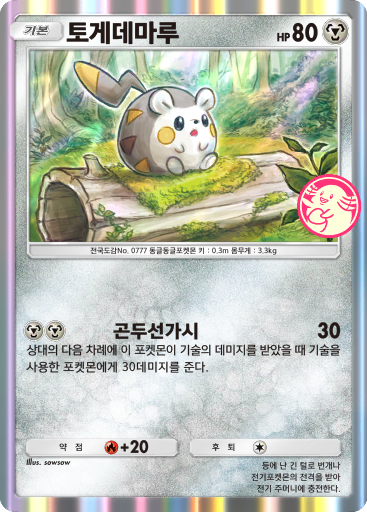 기본 토게데마루 HP 80
전국도감No. 0777 동글동글포켓몬 키 : 0.3m 몸무게 : 3.3kg
곤두선가시 30
상대의 다음 차례에 이 포켓몬이 기술의 데미지를 받았을 때 기술을
사용한 포켓몬에게 30데미지를 준다.
약점 +20 후퇴
Illus. sowsow
등에 난 긴 털로 번개나
전기포켓몬의 전격을 받아
전기 주머니에 충전한다.